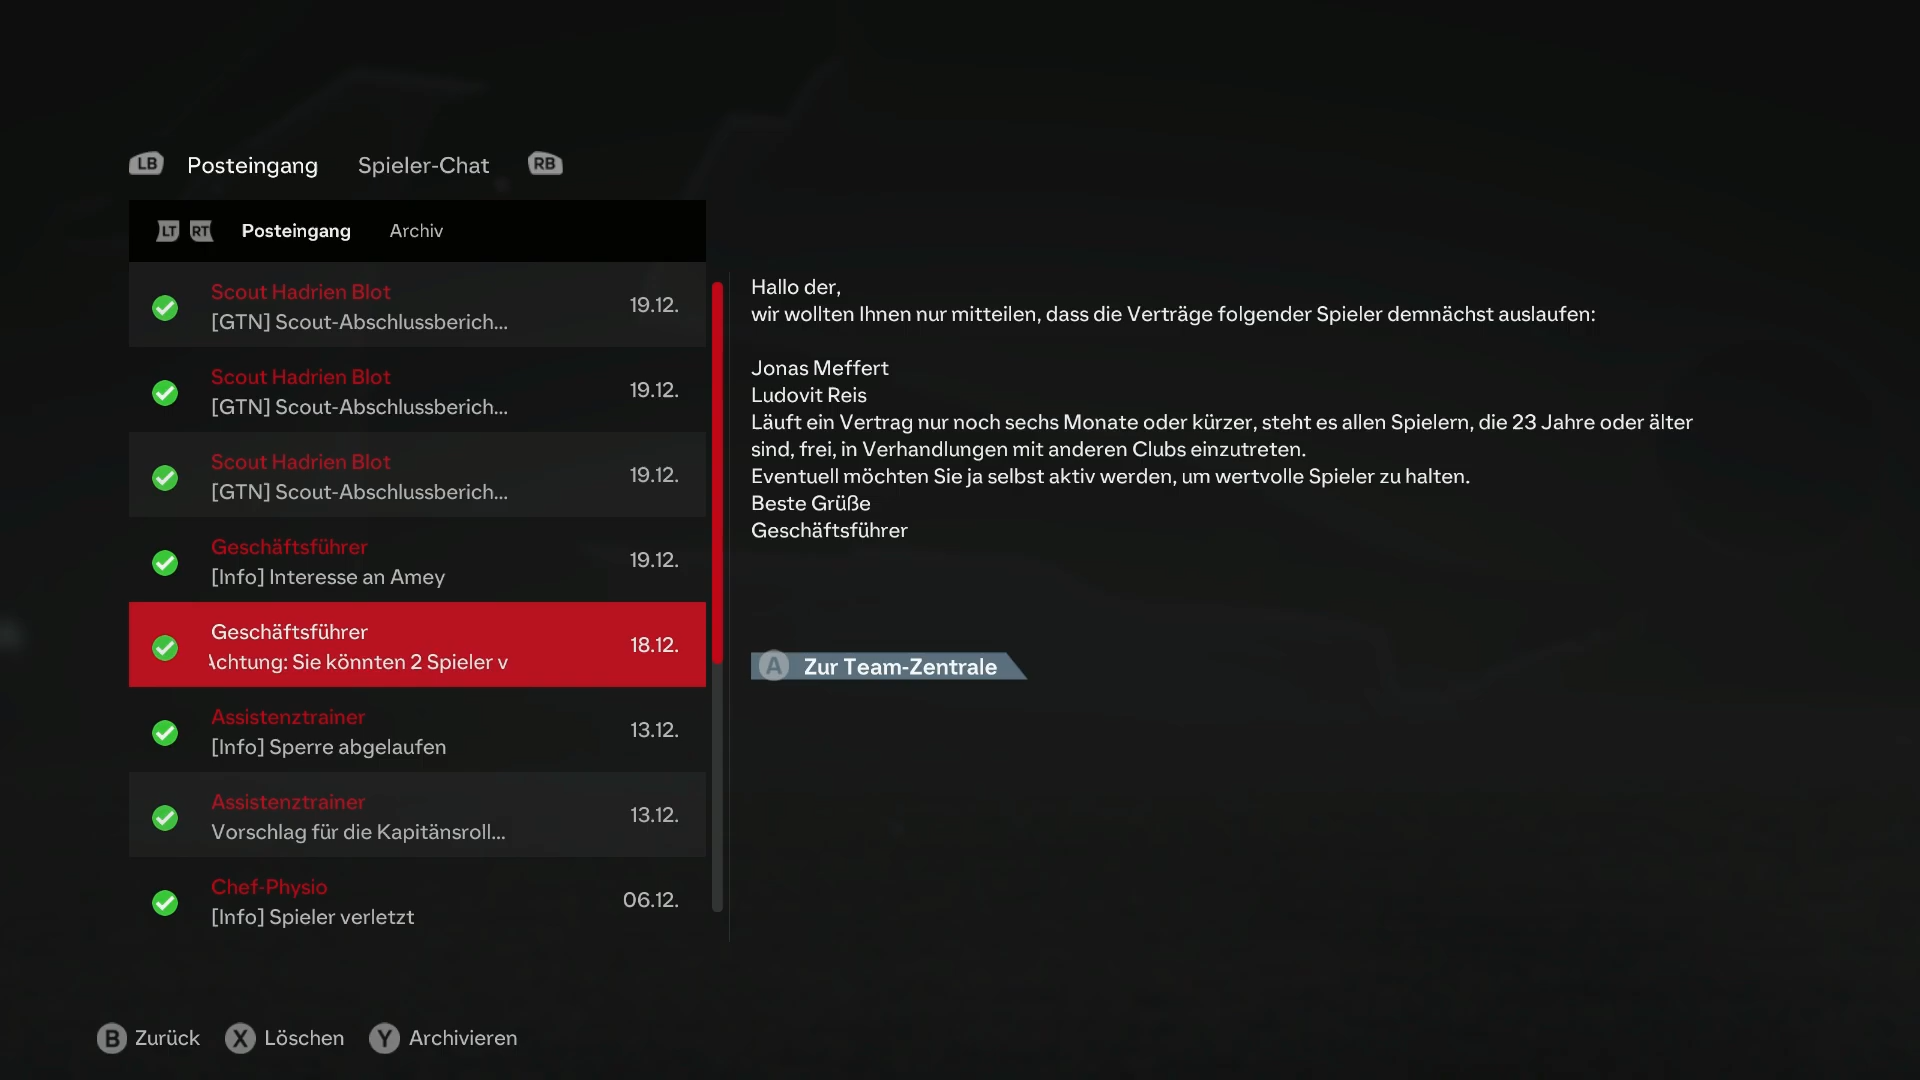 LB Posteingang Spieler-Chat RB
LT RT Posteingang Archiv
Scout Hadrien Blot
[GTN] Scout-Abschlussberich...
19.12.
Scout Hadrien Blot
[GTN] Scout-Abschlussberich...
19.12.
Scout Hadrien Blot
[GTN] Scout-Abschlussberich...
19.12.
Geschäftsführer
[Info] Interesse an Amey
19.12.
Geschäftsführer
Achtung: Sie könnten 2 Spieler v
18.12.
Assistenztrainer
[Info] Sperre abgelaufen
13.12.
Assistenztrainer
Vorschlag für die Kapitänsroll...
13.12.
Chef-Physio
[Info] Spieler verletzt
06.12.
Hallo der,
wir wollten Ihnen nur mitteilen, dass die Verträge folgender Spieler demnächst auslaufen:
Jonas Meffert
Ludovit Reis
Läuft ein Vertrag nur noch sechs Monate oder kürzer, steht es allen Spielern, die 23 Jahre oder älter
sind, frei, in Verhandlungen mit anderen Clubs einzutreten.
Eventuell möchten Sie ja selbst aktiv werden, um wertvolle Spieler zu halten.
Beste Grüße
Geschäftsführer
A Zur Team-Zentrale
B Zurück X Löschen Y Archivieren